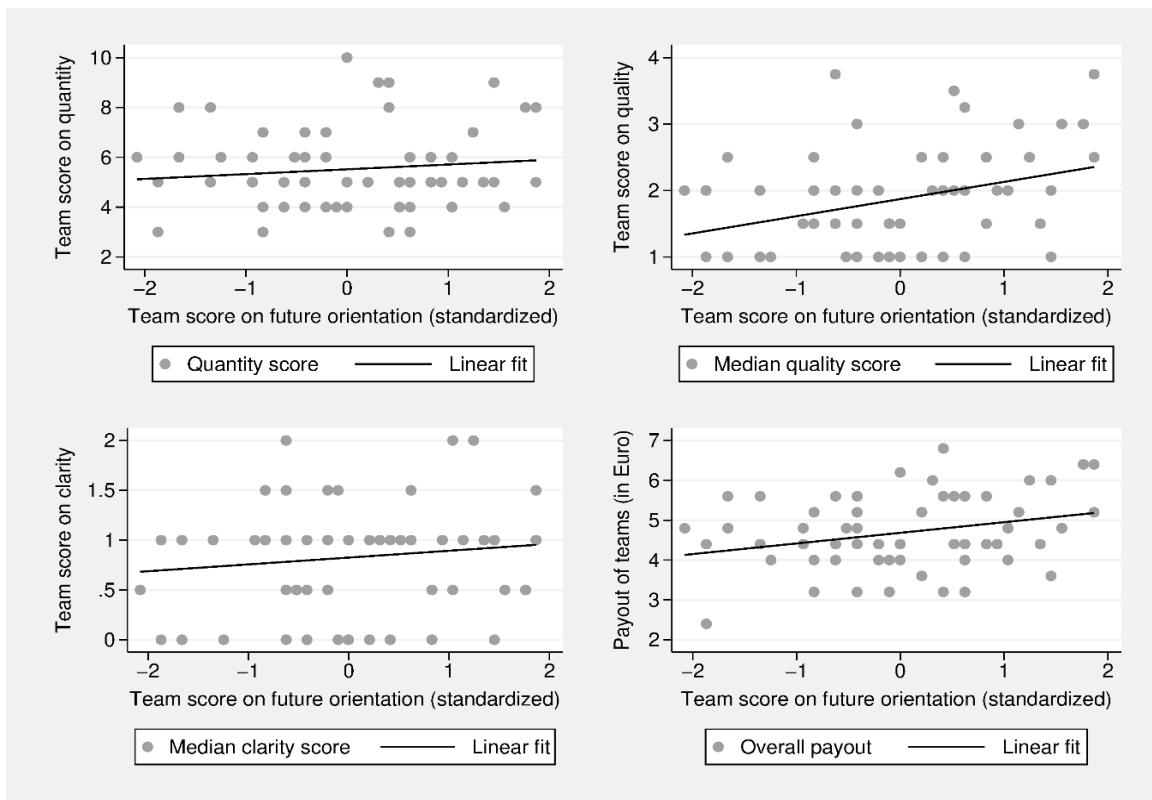 Team score on quantity
10
8
6
4
2
−2 −1 0 1 2
Team score on future orientation (standardized)
Quantity score Linear fit
Team score on quality
4
3
2
1
−2 −1 0 1 2
Team score on future orientation (standardized)
Median quality score Linear fit
Team score on clarity
2
1.5
1
.5
0
−2 −1 0 1 2
Team score on future orientation (standardized)
Median clarity score Linear fit
Payout of teams (in Euro)
7
6
5
4
3
2
−2 −1 0 1 2
Team score on future orientation (standardized)
Overall payout Linear fit